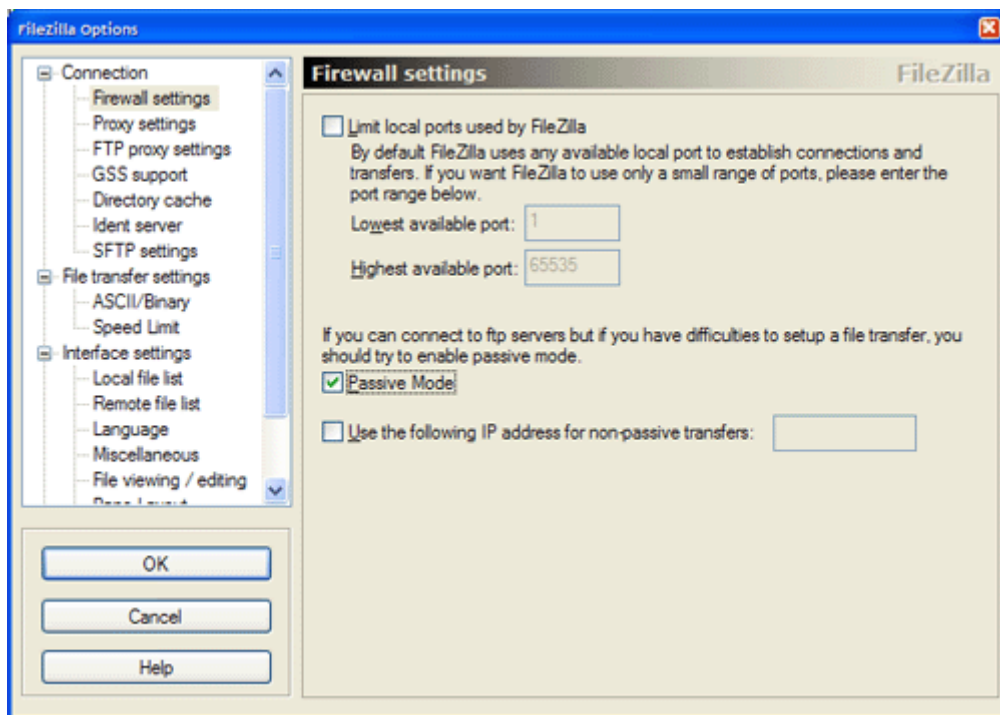 FileZilla Options
Connection
Firewall settings
Proxy settings
FTP proxy settings
GSS support
Directory cache
Ident server
SFTP settings
File transfer settings
ASCII/Binary
Speed Limit
Interface settings
Local file list
Remote file list
Language
Miscellaneous
File viewing / editing
OK
Cancel
Help
Firewall settings
FileZilla
Limit local ports used by FileZilla
By default FileZilla uses any available local port to establish connections and
transfers. If you want FileZilla to use only a small range of ports, please enter the
port range below.
Lowest available port: 1
Highest available port: 65535
If you can connect to ftp servers but if you have difficulties to setup a file transfer, you
should try to enable passive mode.
Passive Mode
Use the following IP address for non-passive transfers: